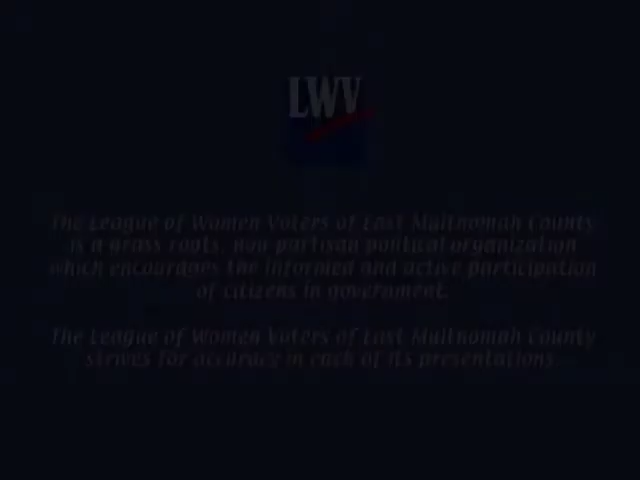 LWV
The League of Women Voters of East Multnomah County
is a grass roots, non partisan political organization
which encourages the informed and active participation
of citizens in government.
The League of Women Voters of East Multnomah County
strives for accuracy in each of its presentations.